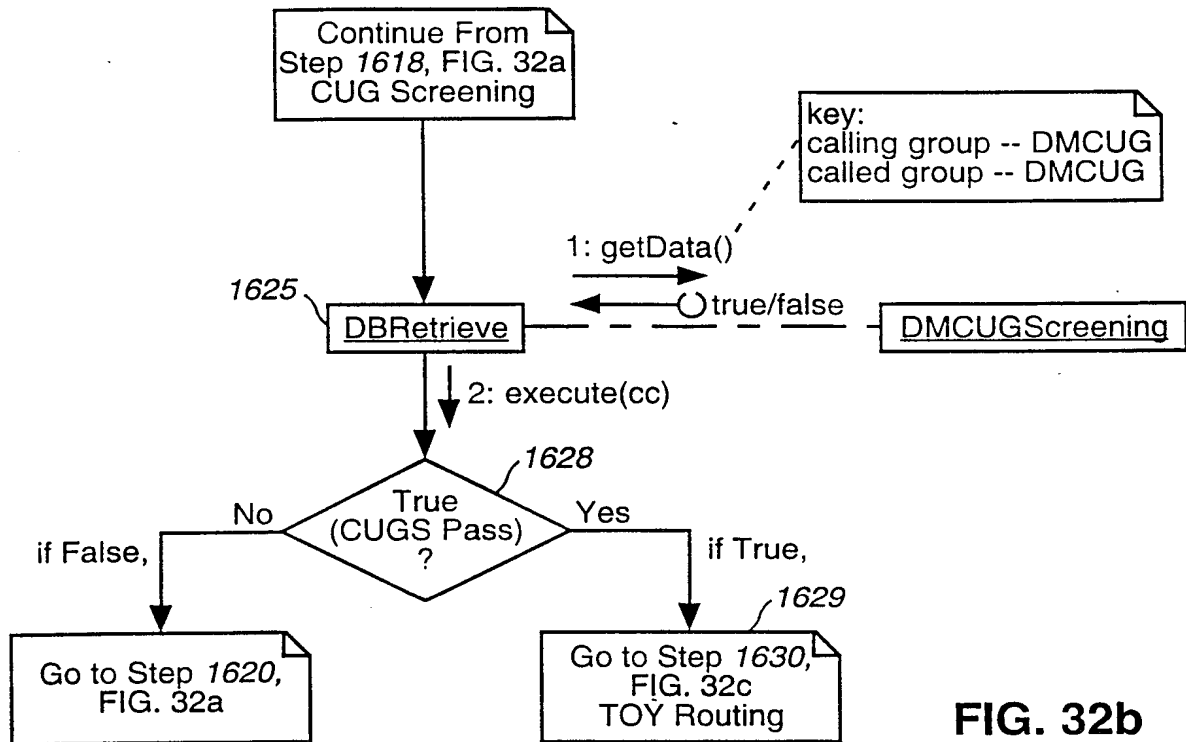 Continue From
Step 1618, FIG. 32a
CUG Screening
key:
calling group -- DMCUG
called group -- DMCUG
1: getData()
true/false
1625
DBRetrieve
DMCUGScreening
2: execute(cc)
1628
True
(CUGS Pass)
?
No
Yes
if False,
if True,
1629
Go to Step 1620,
FIG. 32a
Go to Step 1630,
FIG. 32c
TOY Routing
FIG. 32b